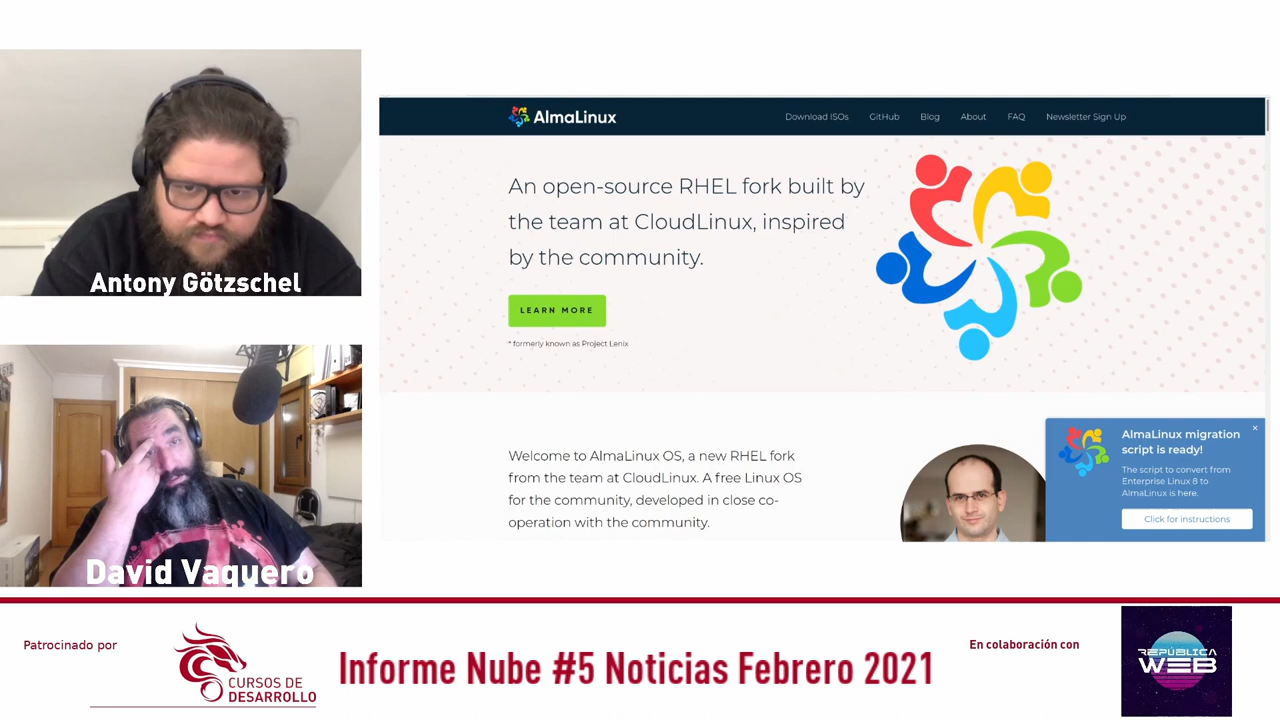 Antony Götzschel
David Vaquero
AlmaLinux
Download ISOs GitHub Blog About FAQ Newsletter Sign Up
An open-source RHEL fork built by
the team at CloudLinux, inspired
by the community.
LEARN MORE
* formerly known as Project Lenix
Welcome to AlmaLinux OS, a new RHEL fork
from the team at CloudLinux. A free Linux OS
for the community, developed in close co-
operation with the community.
AlmaLinux migration
script is ready!
The script to convert from
Enterprise Linux 8 to
AlmaLinux is here.
Click for instructions
Patrocinado por
CURSOS DE
DESARROLLO
Informe Nube #5 Noticias Febrero 2021
En colaboración con
REPÚBLICA
WEB